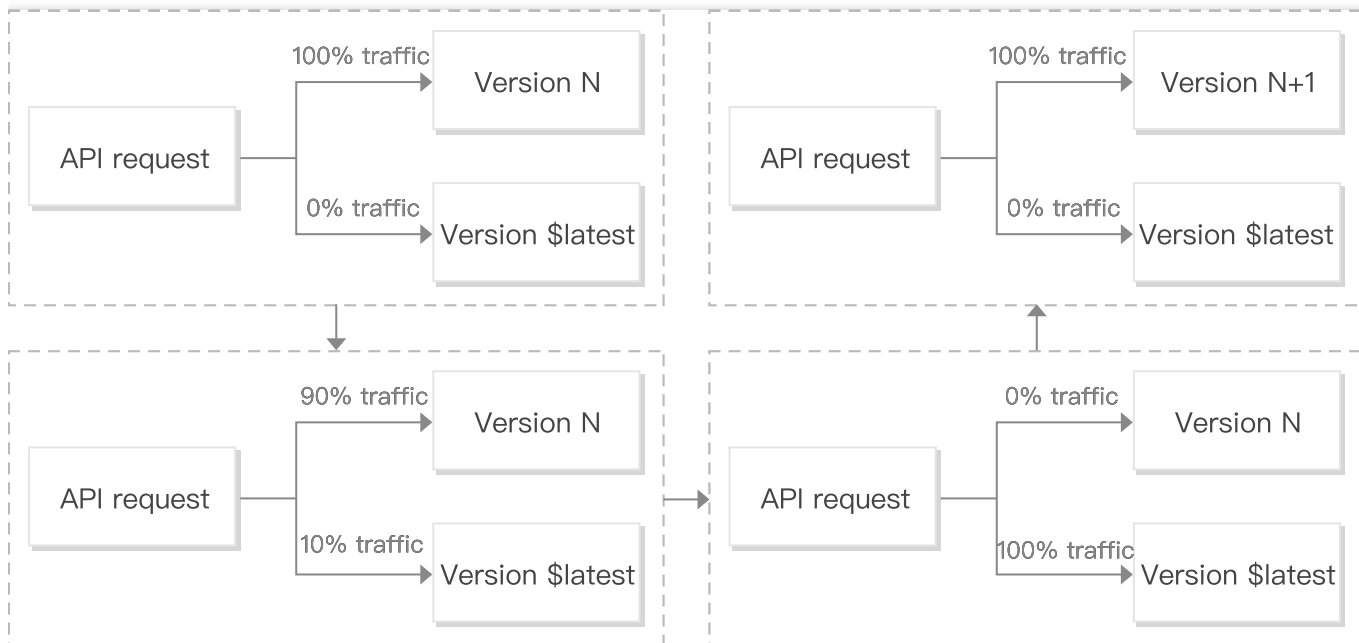 100% traffic
Version N
API request
0% traffic
Version $latest
100% traffic
Version N+1
API request
0% traffic
Version $latest
90% traffic
Version N
API request
10% traffic
Version $latest
0% traffic
Version N
API request
100% traffic
Version $latest